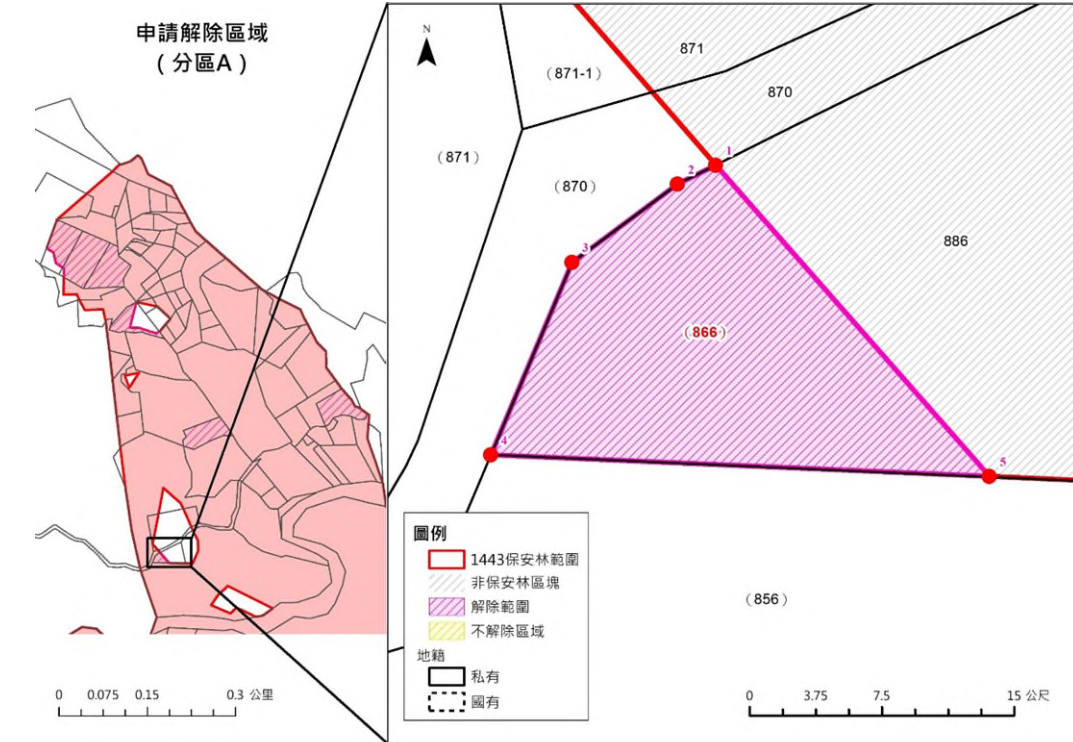 申請解除區域
（分區A）
N
871
（871-1）
870
（871）
（870）
886
1
2
3
（866）
4
5
（856）
圖例
1443保安林範圍
非保安林區塊
解除範圍
不解除區域
地籍
私有
國有
0 0.075 0.15 0.3 公里
0 3.75 7.5 15 公尺